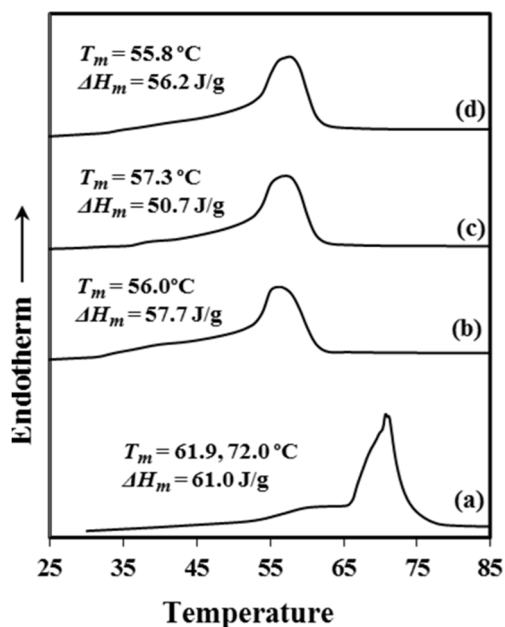 Tm = 55.8 °C
ΔHm = 56.2 J/g
(d)
Tm = 57.3 °C
ΔHm = 50.7 J/g
(c)
Tm = 56.0°C
ΔHm = 57.7 J/g
(b)
Tm = 61.9, 72.0 °C
ΔHm = 61.0 J/g
(a)
Endotherm
25 35 45 55 65 75 85
Temperature